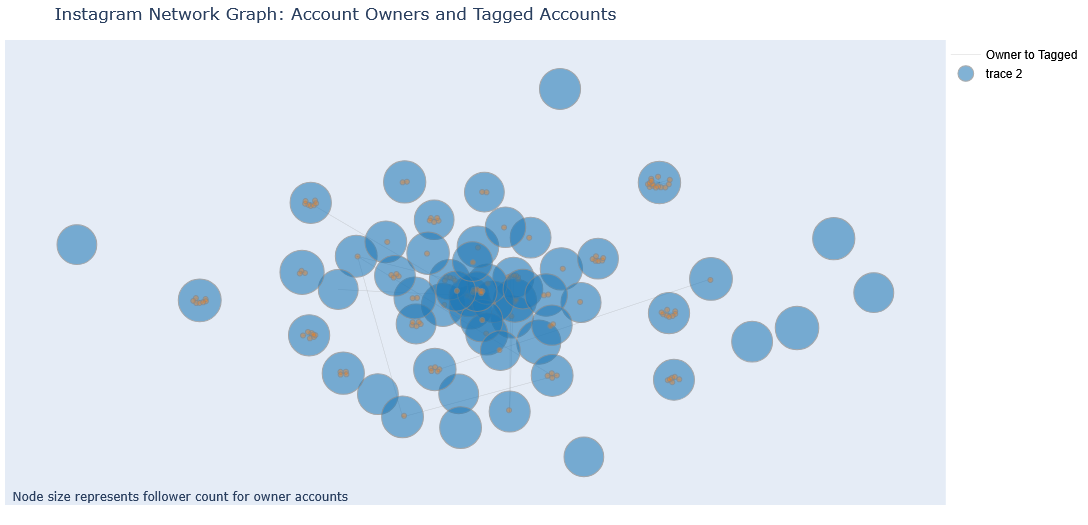 Instagram Network Graph: Account Owners and Tagged Accounts
Owner to Tagged
trace 2
Node size represents follower count for owner accounts